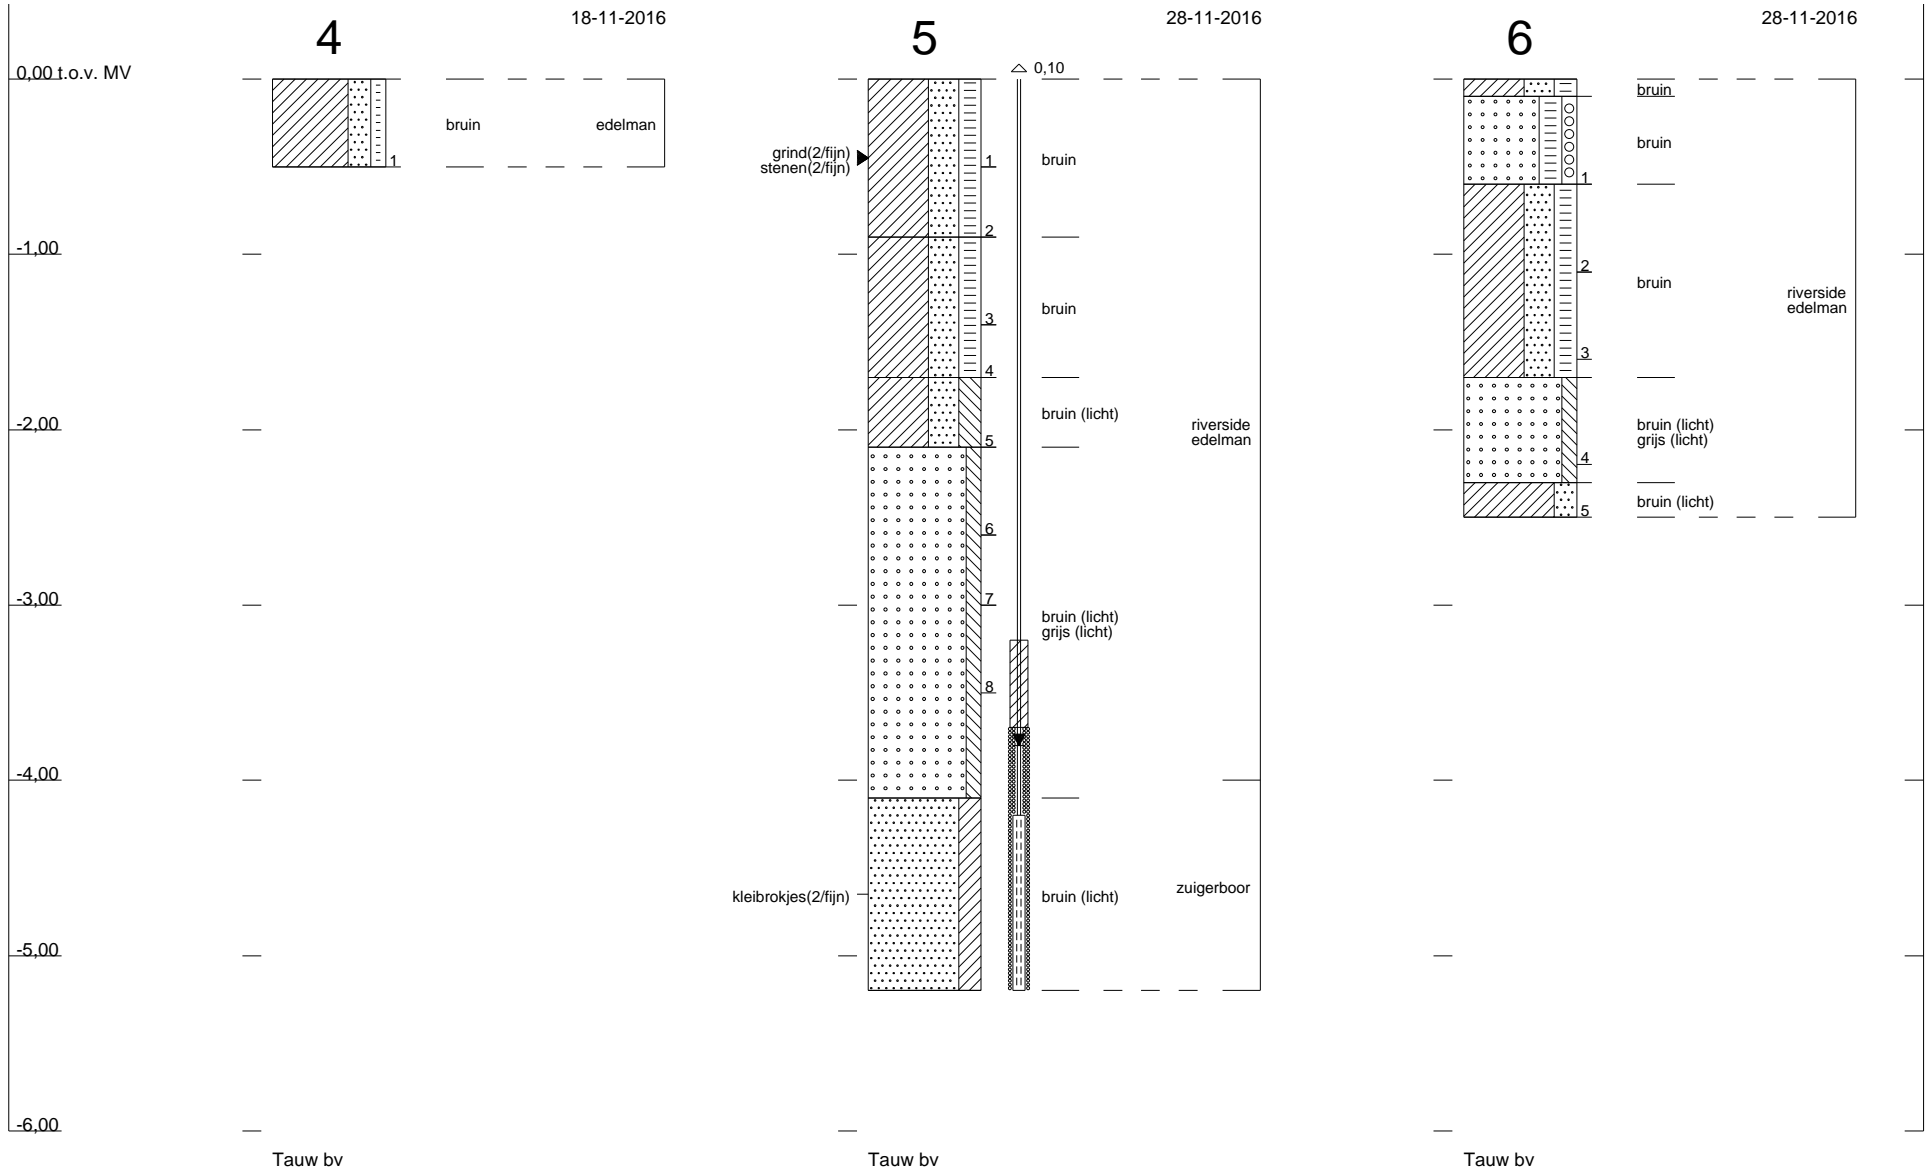 18-11-2016
28-11-2016
28-11-2016
4
5
6
0,00 t.o.v. MV
-1,00
-2,00
-3,00
-4,00
-5,00
-6,00
bruin
edelman
1
Tauw bv
0,10
grind(2/fijn)
stenen(2/fijn)
1
bruin
2
bruin
3
4
bruin (licht)
5
riverside
edelman
6
7
bruin (licht)
grijs (licht)
8
kleibrokjes(2/fijn)
bruin (licht)
zuigerboor
Tauw bv
bruin
bruin
1
2
bruin
riverside
edelman
3
bruin (licht)
grijs (licht)
4
bruin (licht)
5
Tauw bv